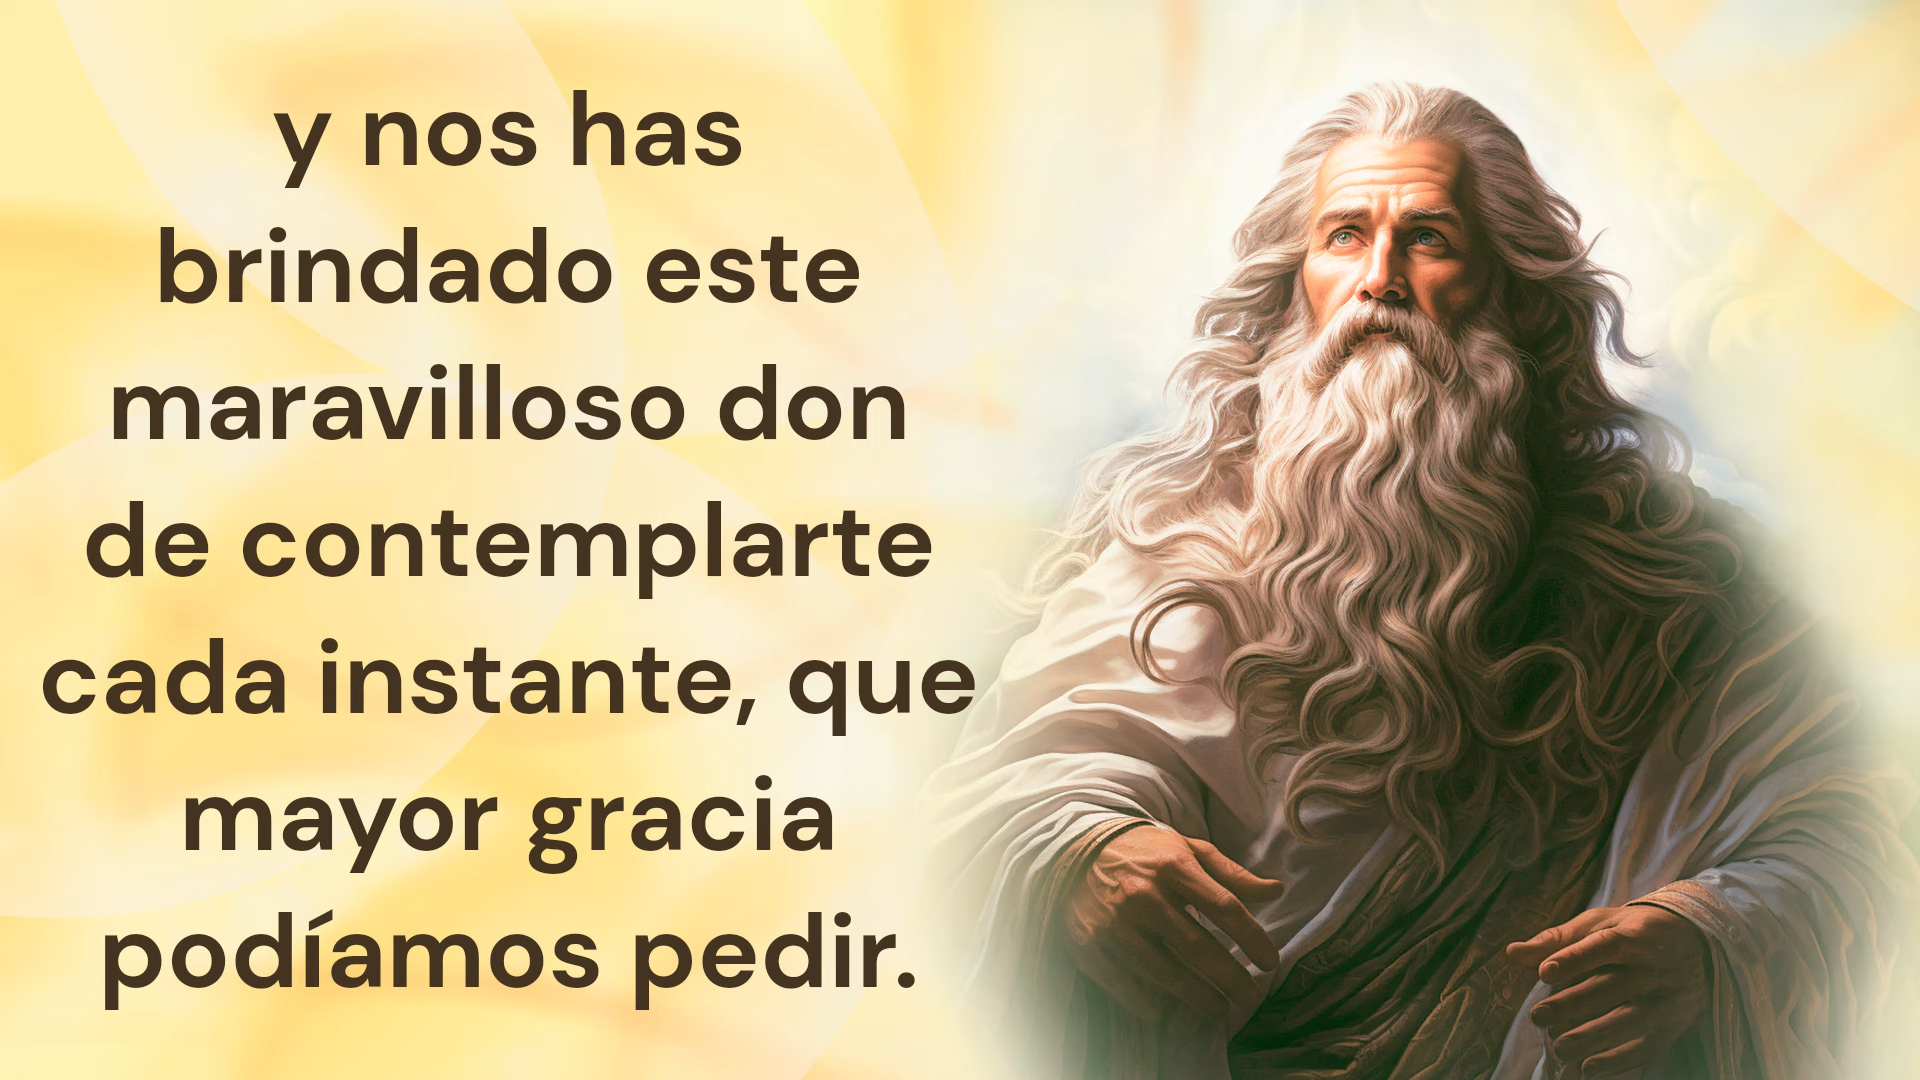 y nos has
brindado este
maravilloso don
de contemplarte
cada instante, que
mayor gracia
podíamos pedir.